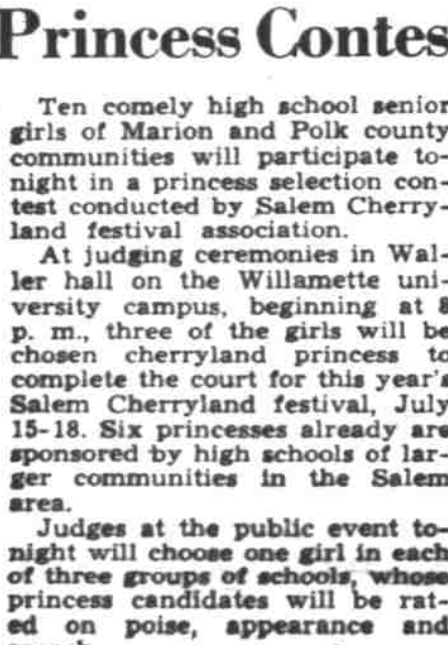 Princess Contes
Ten comely high school senior
girls of Marion and Polk county
communities will participate to-
night in a princess selection con-
test conducted by Salem Cherry-
land festival association.
At judging ceremonies in Wal-
ler hall on the Willamette uni-
versity campus, beginning at
p. m., three of the girls will be
chosen cherryland princess to
complete the court for this year's
Salem Cherryland festival, July
15-18. Six princesses already are
sponsored by high schools of lar-
ger communities in the Salem
area.
Judges at the public event to-
night will choose one girl in each
of three groups of schools, whose
princess candidates will be rat-
ed on poise, appearance and